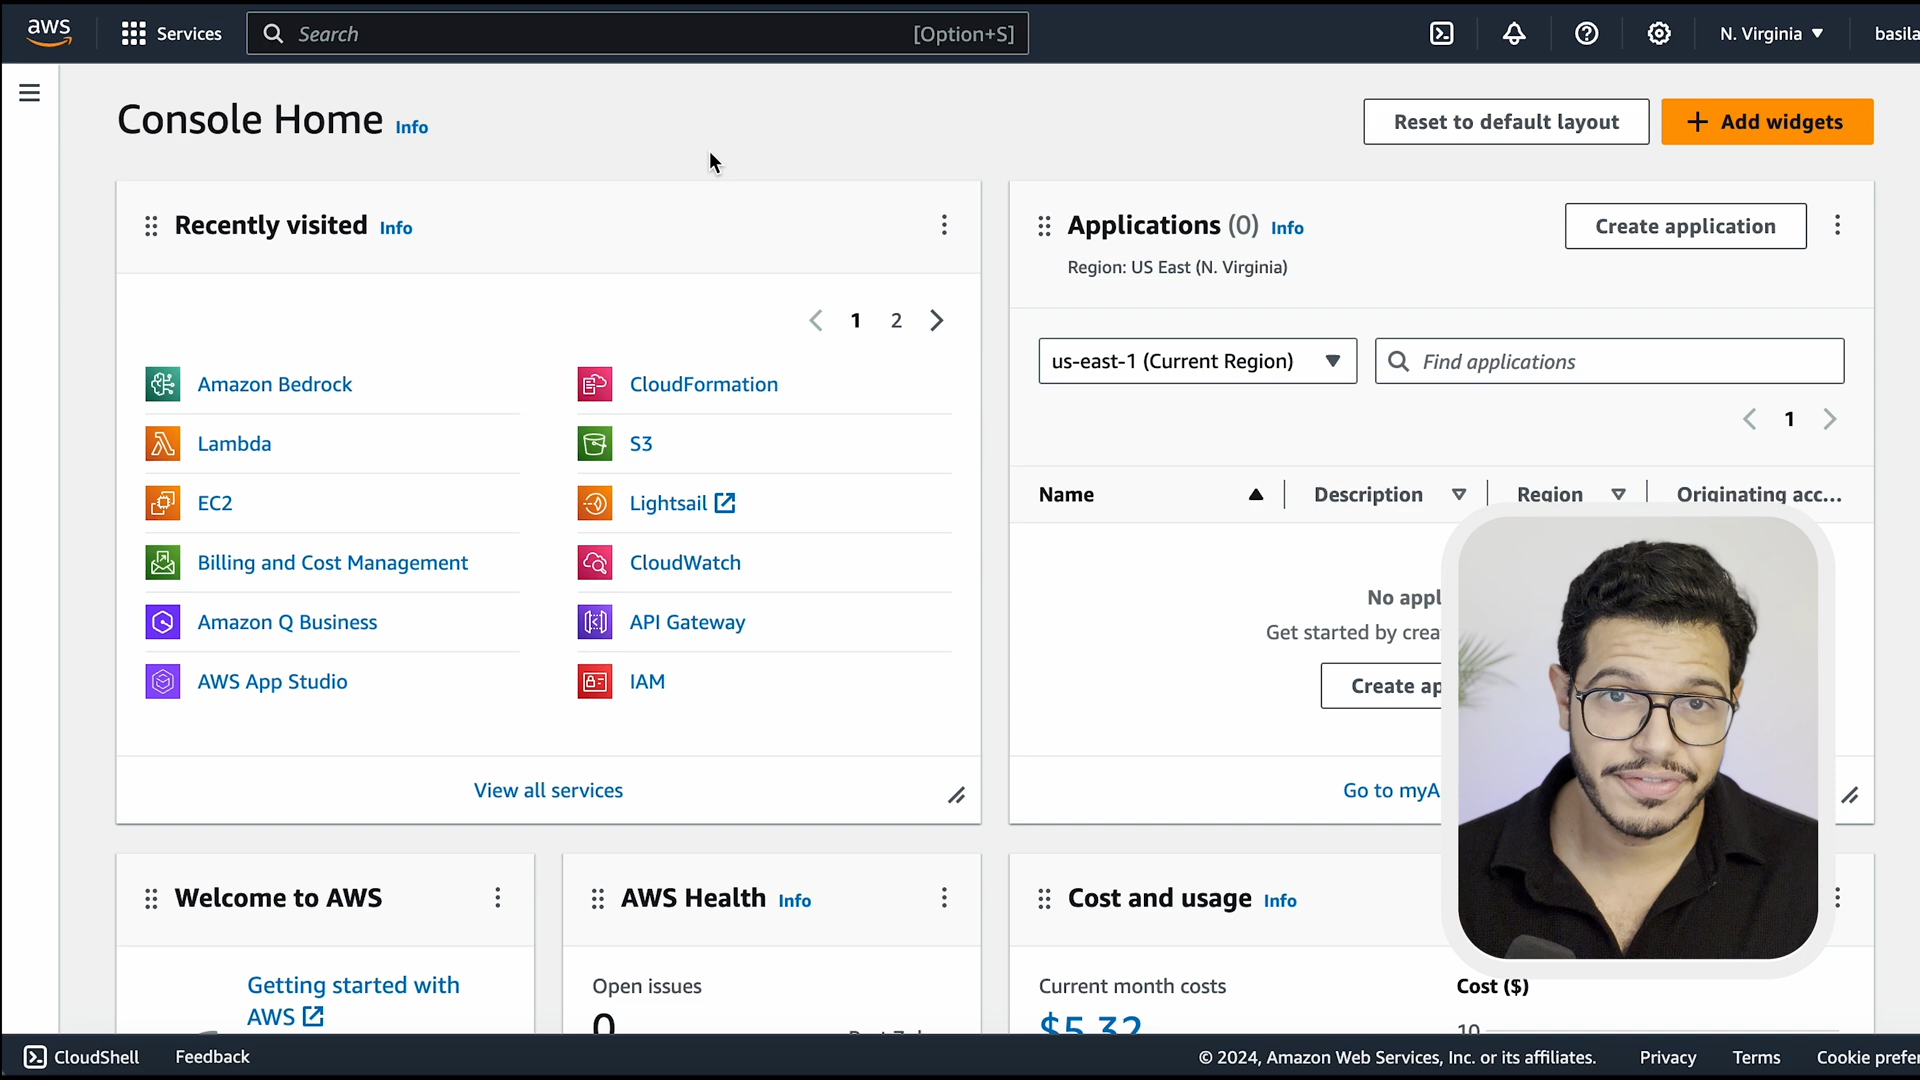 aws
Services
Search
[Option+S]
N. Virginia
basila
Console Home Info
Reset to default layout
Add widgets
Recently visited Info
1 2
Amazon Bedrock
CloudFormation
Lambda
S3
EC2
Lightsail
Billing and Cost Management
CloudWatch
Amazon Q Business
API Gateway
AWS App Studio
IAM
View all services
Applications (0) Info
Create application
Region: US East (N. Virginia)
us-east-1 (Current Region)
Find applications
1
Name
Description
Region
Originating acc...
No appl
Get started by crea
Create ap
Go to myA
Welcome to AWS
Getting started with
AWS
AWS Health Info
Open issues
0
Cost and usage Info
Current month costs
$5.32
Cost ($)
10
CloudShell
Feedback
© 2024, Amazon Web Services, Inc. or its affiliates.
Privacy
Terms
Cookie prefer